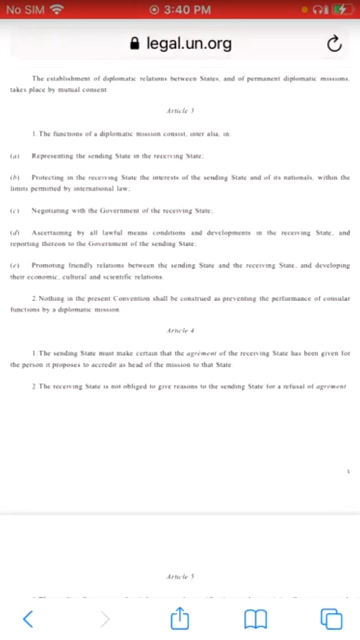 No SIM 3:40 PM
legal.un.org
The establishment of diplomatic relations between States, and of permanent diplomatic missions,
takes place by mutual consent
Article 3
1.The functions of a diplomatic mission consist, inter alia, in:
(a) Representing the sending State in the receiving State;
(b) Protecting in the receiving State the interests of the sending State and of its nationals, within the
limits permitted by international law;
(c) Negotiating with the Government of the receiving State;
(d) Ascertaining by all lawful means conditions and developments in the receiving State, and
reporting thereon to the Government of the sending State;
(e) Promoting friendly relations between the sending State and the receiving State, and developing
their economic, cultural and scientific relations.
2.Nothing in the present Convention shall be construed as preventing the performance of consular
functions by a diplomatic mission.
Article 4
1.The sending State must make certain that the agrément of the receiving State has been given for
the person it proposes to accredit as head of the mission to that State.
2.The receiving State is not obliged to give reasons to the sending State for a refusal of agrément
Article 5